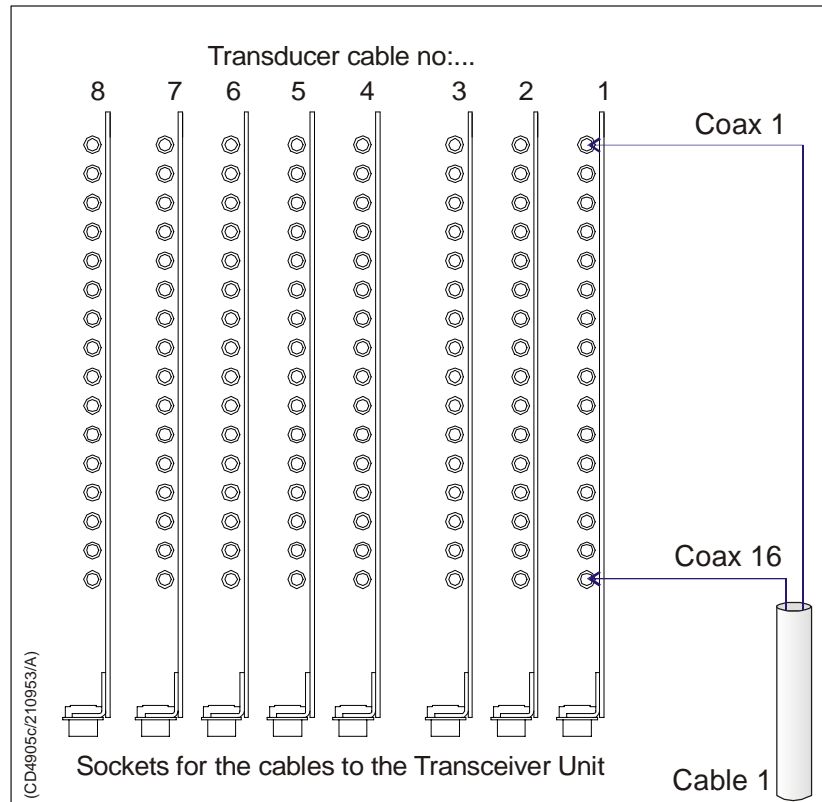 Transducer cable no:...
8 7 6 5 4 3 2 1
Coax 1
Coax 16
(CD4905c/210953/A)
Sockets for the cables to the Transceiver Unit
Cable 1